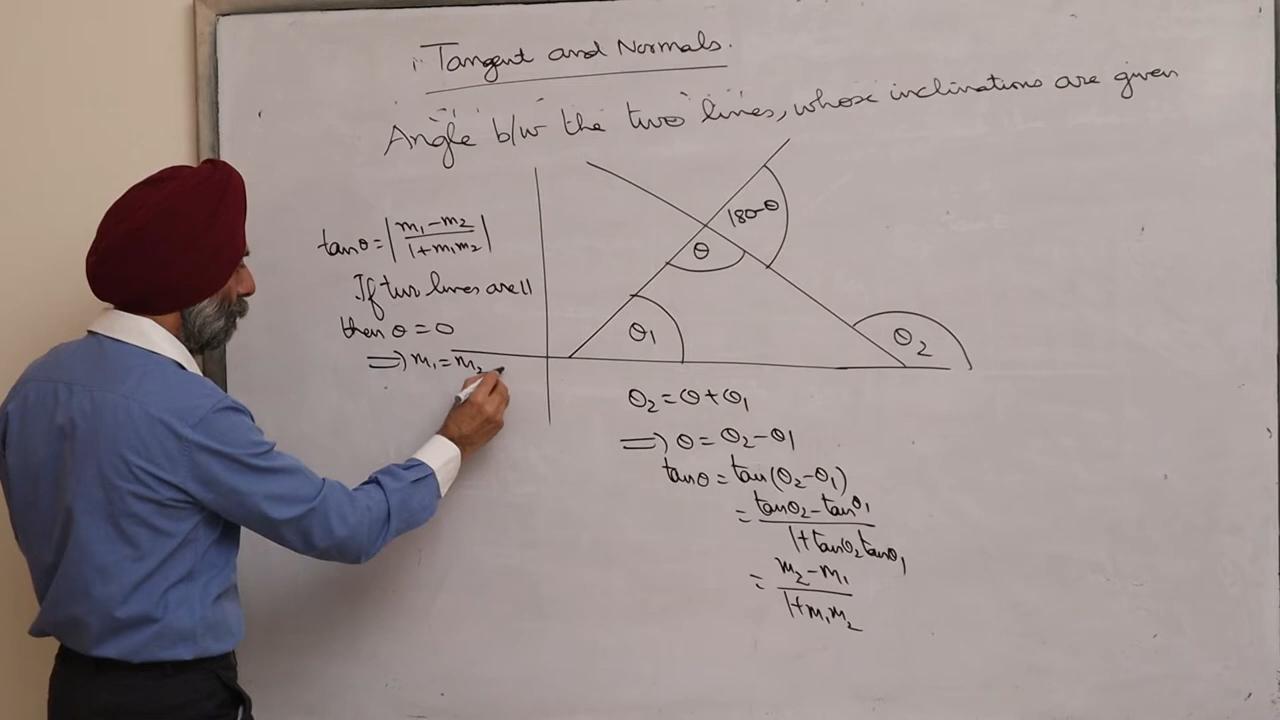 Tangent and Normals.
Angle b/w the two lines, whose inclinations are given
tanθ = |m₁-m₂ / 1+m₁m₂|
If two lines are ||
then θ = 0
=> m₁ = m₂
180-θ
θ
θ₁
θ₂
θ₂ = θ + θ₁
=> θ = θ₂ - θ₁
tanθ = tan(θ₂-θ₁)
= tanθ₂ - tanθ₁
1+tanθ₂tanθ₁
= m₂ - m₁
1+m₁m₂